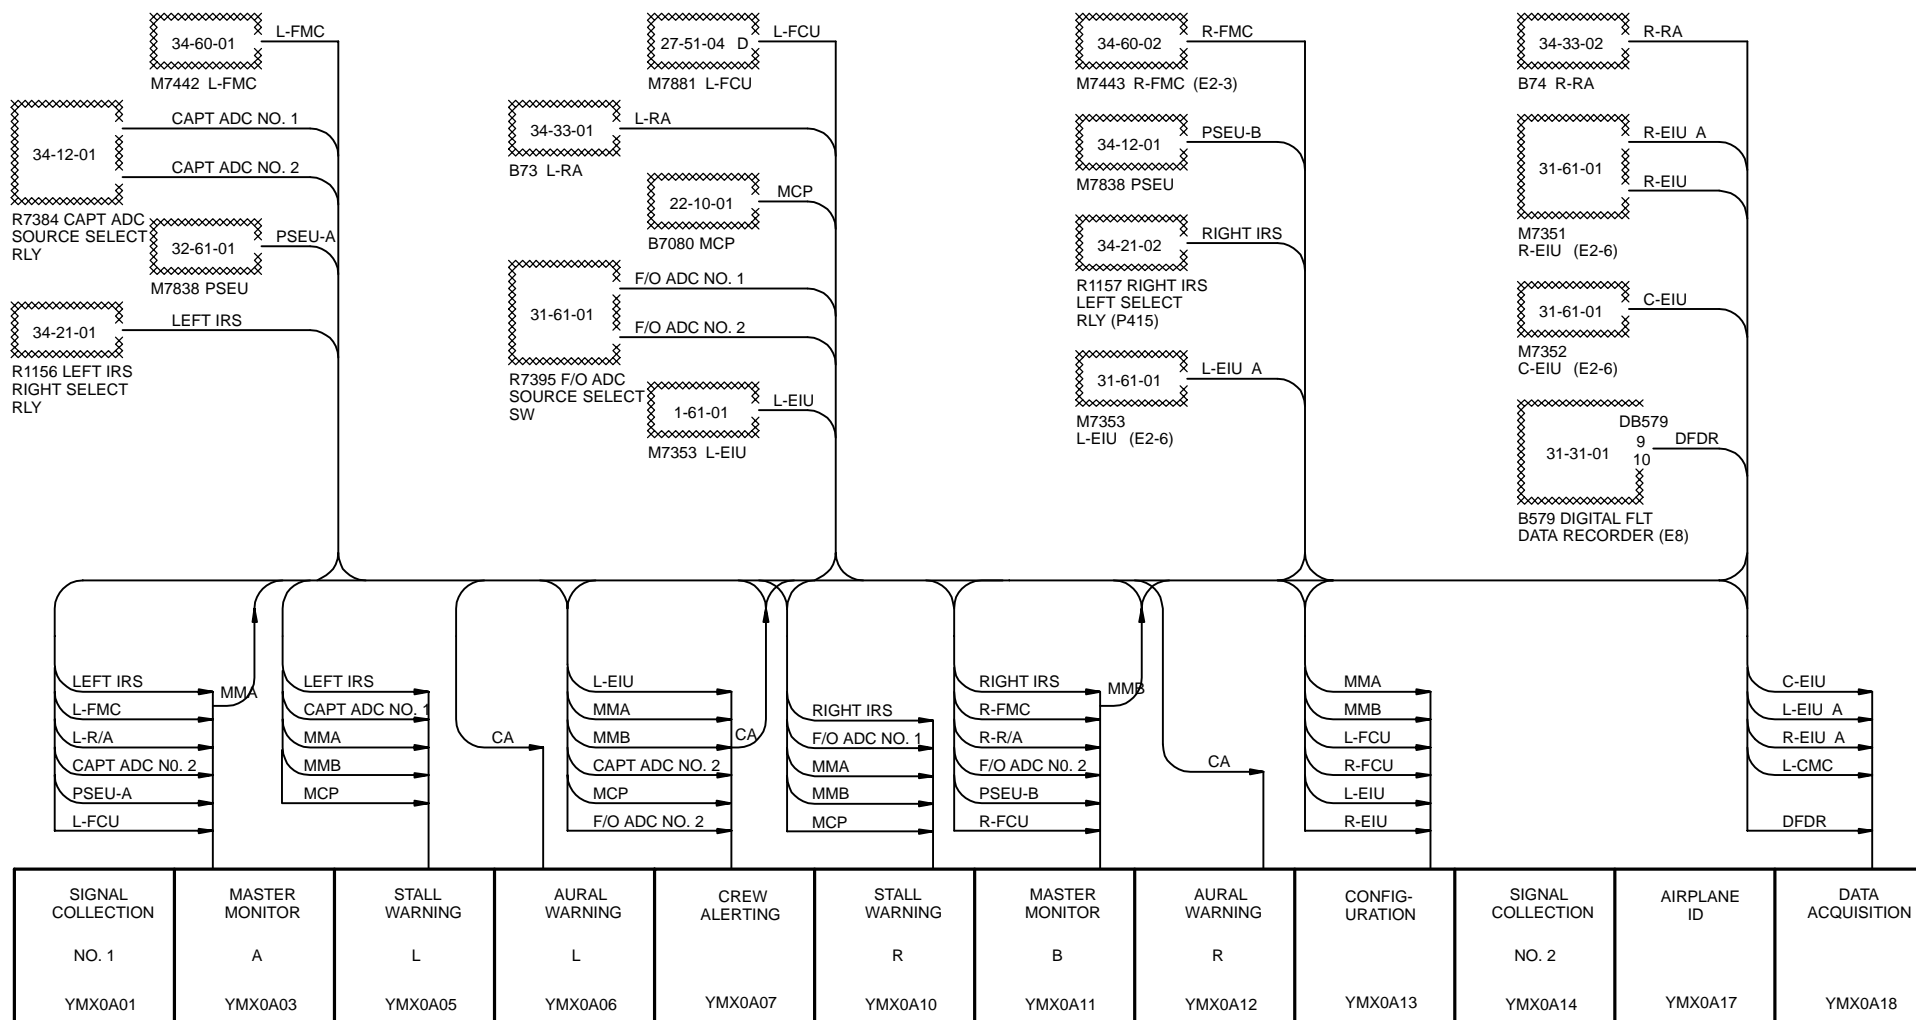 34-60-01
L-FMC
M7442 L-FMC
34-12-01
CAPT ADC NO. 1
CAPT ADC NO. 2
R7384 CAPT ADC
SOURCE SELECT
RLY
32-61-01
PSEU-A
M7838 PSEU
34-21-01
LEFT IRS
R1156 LEFT IRS
RIGHT SELECT
RLY
27-51-04 D
L-FCU
M7881 L-FCU
34-33-01
L-RA
B73 L-RA
22-10-01
MCP
B7080 MCP
31-61-01
F/O ADC NO. 1
F/O ADC NO. 2
R7395 F/O ADC
SOURCE SELECT
SW
1-61-01
L-EIU
M7353 L-EIU
34-60-02
R-FMC
M7443 R-FMC (E2-3)
34-12-01
PSEU-B
M7838 PSEU
34-21-02
RIGHT IRS
R1157 RIGHT IRS
LEFT SELECT
RLY (P415)
31-61-01
L-EIU A
M7353
L-EIU (E2-6)
34-33-02
R-RA
B74 R-RA
31-61-01
R-EIU A
R-EIU
M7351
R-EIU (E2-6)
31-61-01
C-EIU
M7352
C-EIU (E2-6)
31-31-01
DB579
9
10
DFDR
B579 DIGITAL FLT
DATA RECORDER (E8)
LEFT IRS
L-FMC
L-R/A
CAPT ADC N0. 2
PSEU-A
L-FCU
MMA
LEFT IRS
CAPT ADC NO. 1
MMA
MMB
MCP
CA
L-EIU
MMA
MMB
CAPT ADC NO. 2
MCP
F/O ADC NO. 2
CA
RIGHT IRS
F/O ADC NO. 1
MMA
MMB
MCP
RIGHT IRS
R-FMC
R-R/A
F/O ADC N0. 2
PSEU-B
R-FCU
MMB
CA
MMA
MMB
L-FCU
R-FCU
L-EIU
R-EIU
C-EIU
L-EIU A
R-EIU A
L-CMC
DFDR
SIGNAL
COLLECTION
NO. 1
YMX0A01
MASTER
MONITOR
A
YMX0A03
STALL
WARNING
L
YMX0A05
AURAL
WARNING
L
YMX0A06
CREW
ALERTING
YMX0A07
STALL
WARNING
R
YMX0A10
MASTER
MONITOR
B
YMX0A11
AURAL
WARNING
R
YMX0A12
CONFIG-
URATION
YMX0A13
SIGNAL
COLLECTION
NO. 2
YMX0A14
AIRPLANE
ID
YMX0A17
DATA
ACQUISITION
YMX0A18